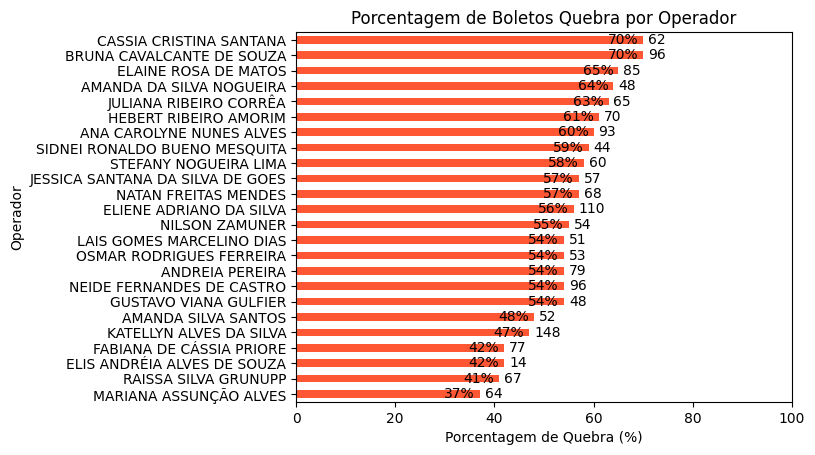 Porcentagem de Boletos Quebra por Operador
CASSIA CRISTINA SANTANA 70% 62
BRUNA CAVALCANTE DE SOUZA 70% 96
ELAINE ROSA DE MATOS 65% 85
AMANDA DA SILVA NOGUEIRA 64% 48
JULIANA RIBEIRO CORRÊA 63% 65
HEBERT RIBEIRO AMORIM 61% 70
ANA CAROLYNE NUNES ALVES 60% 93
SIDNEI RONALDO BUENO MESQUITA 59% 44
STEFANY NOGUEIRA LIMA 58% 60
JESSICA SANTANA DA SILVA DE GOES 57% 57
NATAN FREITAS MENDES 57% 68
ELIENE ADRIANO DA SILVA 56% 110
NILSON ZAMUNER 55% 54
LAIS GOMES MARCELINO DIAS 54% 51
OSMAR RODRIGUES FERREIRA 54% 53
ANDREIA PEREIRA 54% 79
NEIDE FERNANDES DE CASTRO 54% 96
GUSTAVO VIANA GULFIER 54% 48
AMANDA SILVA SANTOS 48% 52
KATELLYN ALVES DA SILVA 47% 148
FABIANA DE CÁSSIA PRIORE 42% 77
ELIS ANDRÉIA ALVES DE SOUZA 42% 14
RAISSA SILVA GRUNUPP 41% 67
MARIANA ASSUNÇÃO ALVES 37% 64
Operador
0 20 40 60 80 100
Porcentagem de Quebra (%)